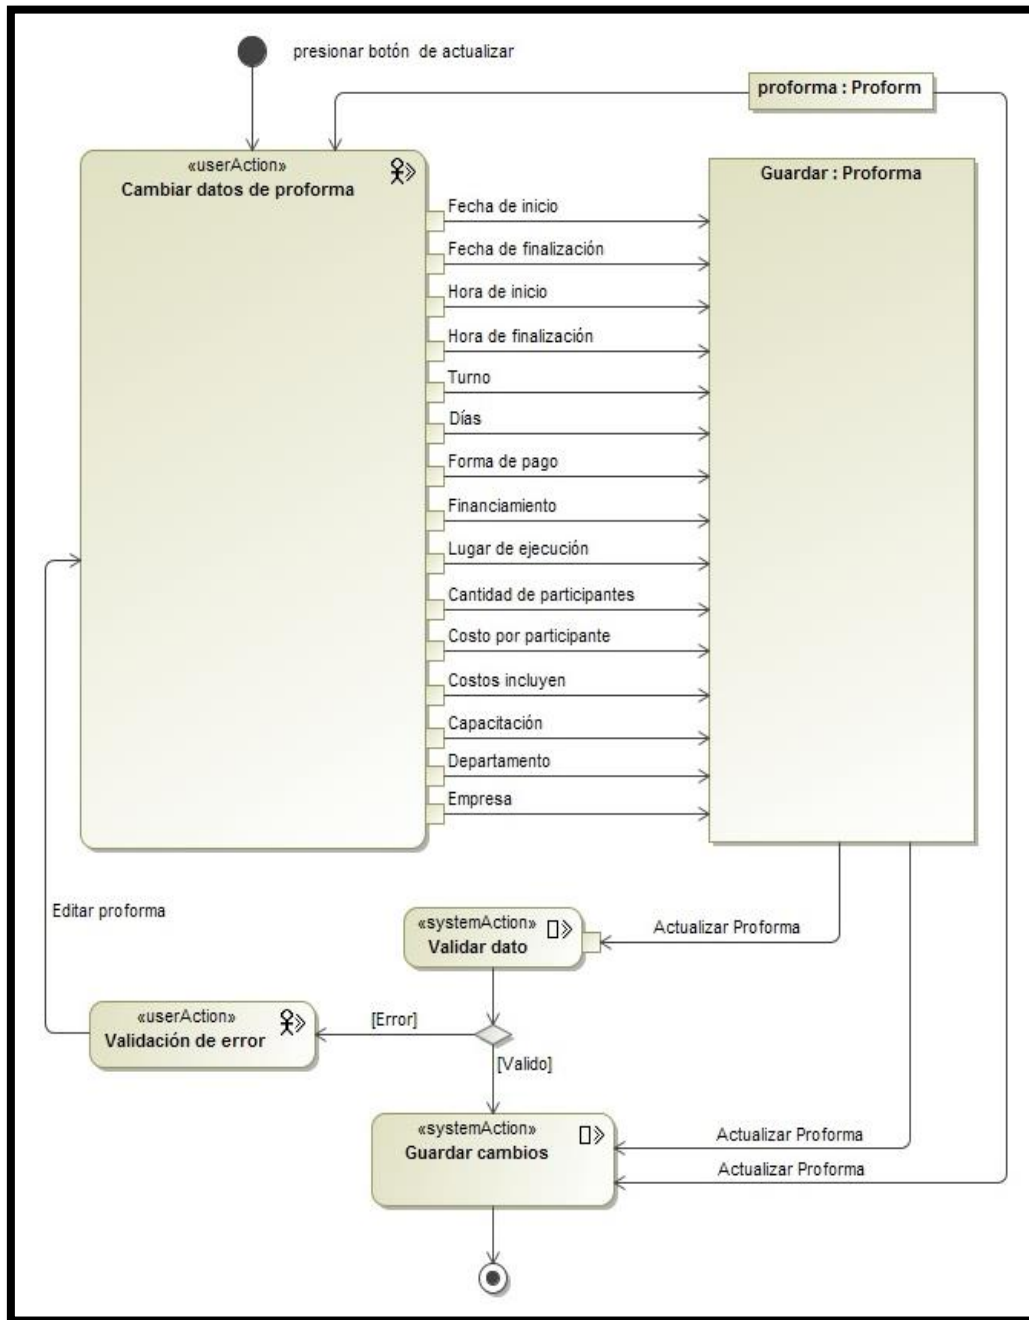 presionar botón de actualizar
proforma : Proform
«userAction»
Cambiar datos de proforma
Guardar : Proforma
Fecha de inicio
Fecha de finalización
Hora de inicio
Hora de finalización
Turno
Días
Forma de pago
Financiamiento
Lugar de ejecución
Cantidad de participantes
Costo por participante
Costos incluyen
Capacitación
Departamento
Empresa
Editar proforma
«systemAction»
Validar dato
Actualizar Proforma
«userAction»
Validación de error
[Error]
[Valido]
«systemAction»
Guardar cambios
Actualizar Proforma
Actualizar Proforma